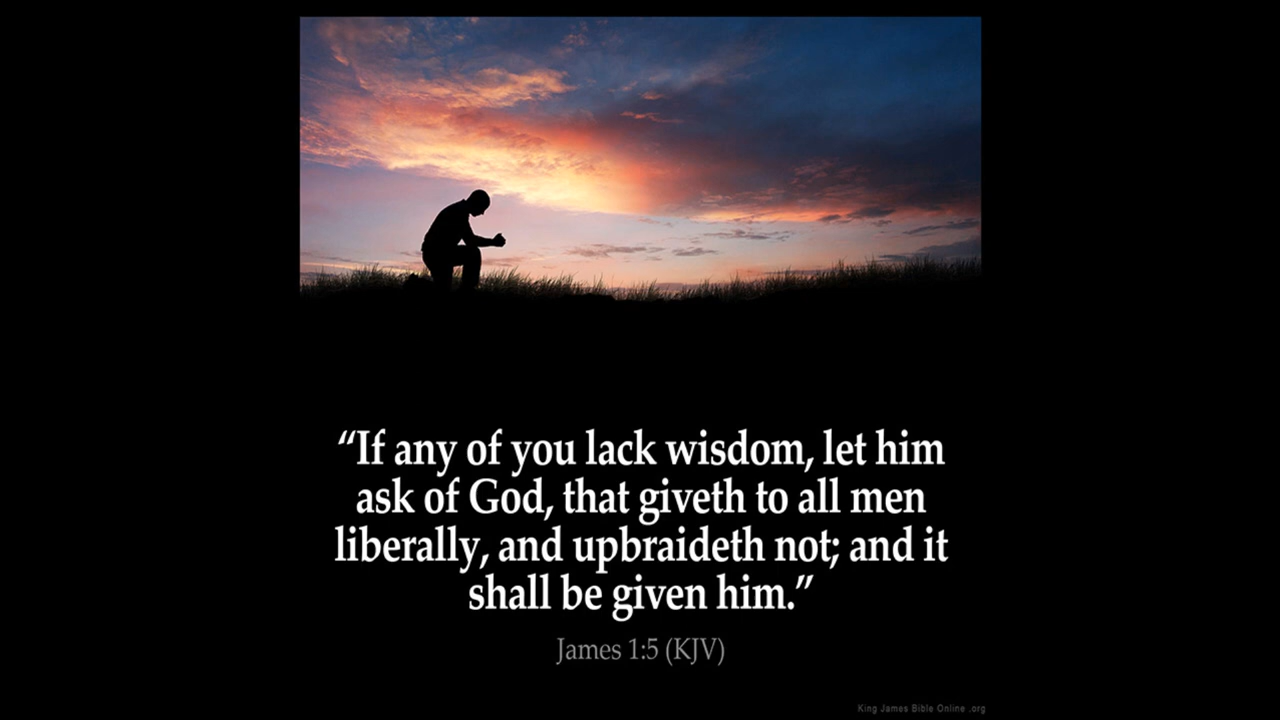 “If any of you lack wisdom, let him
ask of God, that giveth to all men
liberally, and upbraideth not; and it
shall be given him.”
James 1:5 (KJV)
King James Bible Online .org